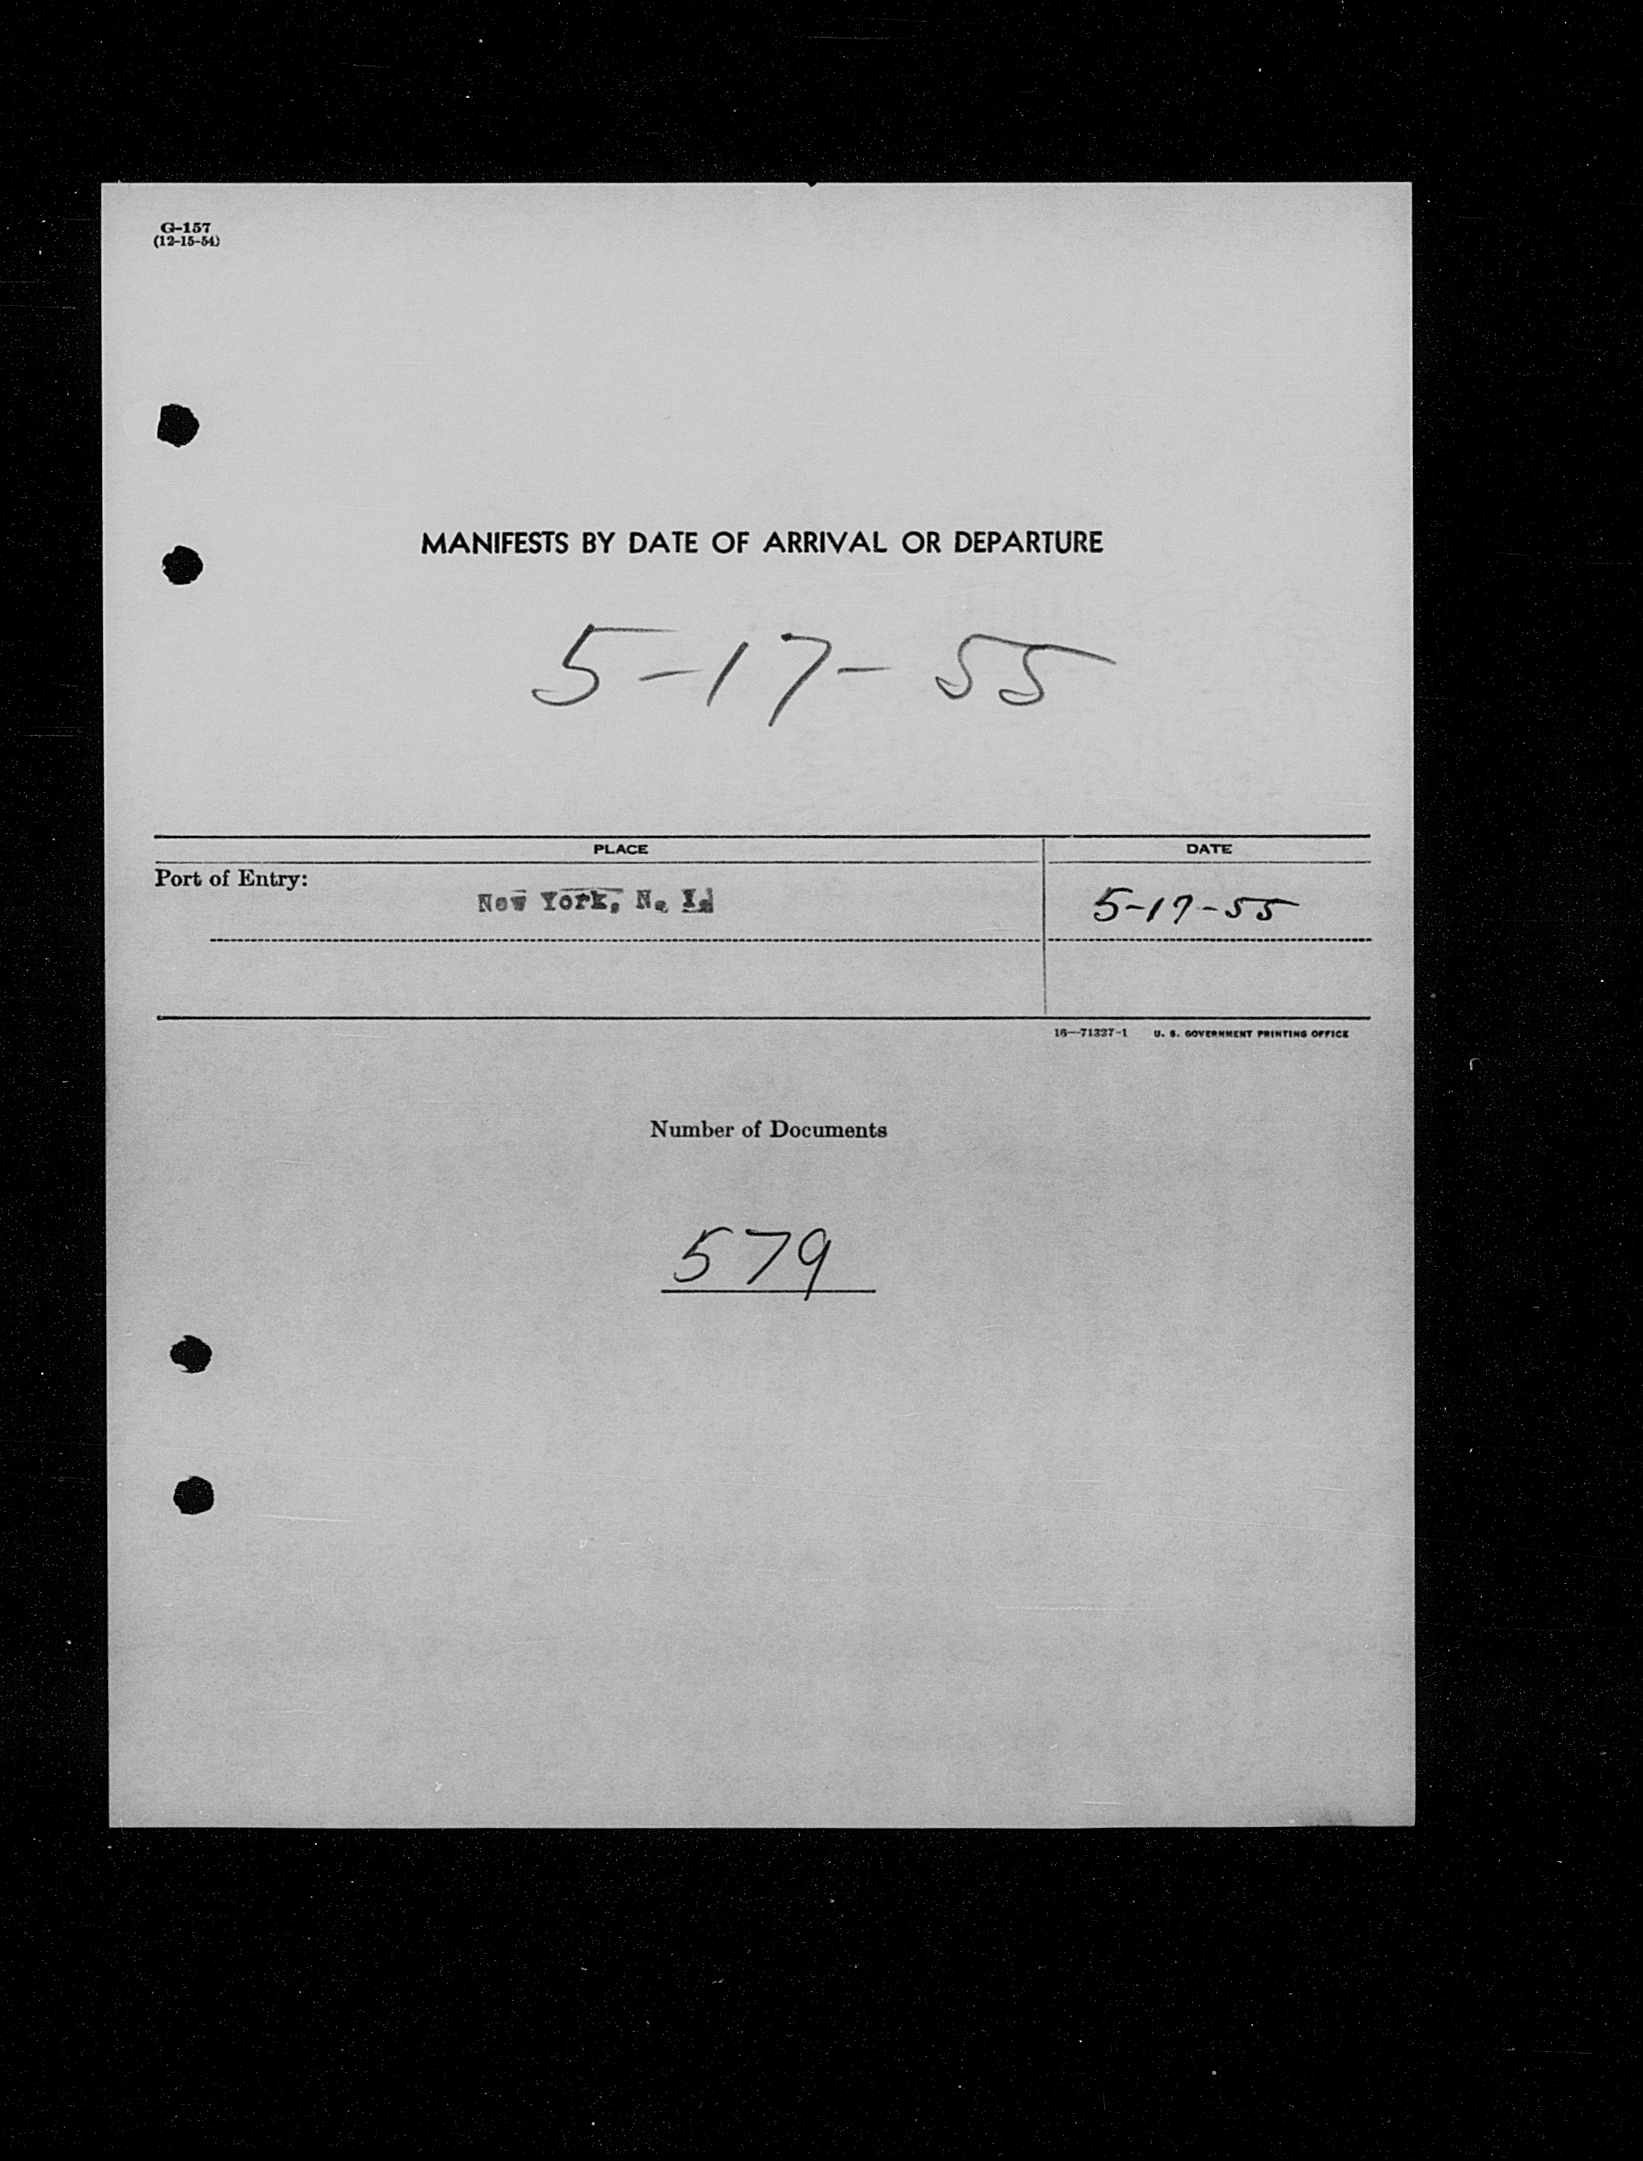 G-157
(12-15-54)
MANIFESTS BY DATE OF ARRIVAL OR DEPARTURE
5-17-55
PLACE
DATE
Port of Entry:
New York, N. Y.
5-17-55
16—71327-1 U. S. GOVERNMENT PRINTING OFFICE
Number of Documents
579